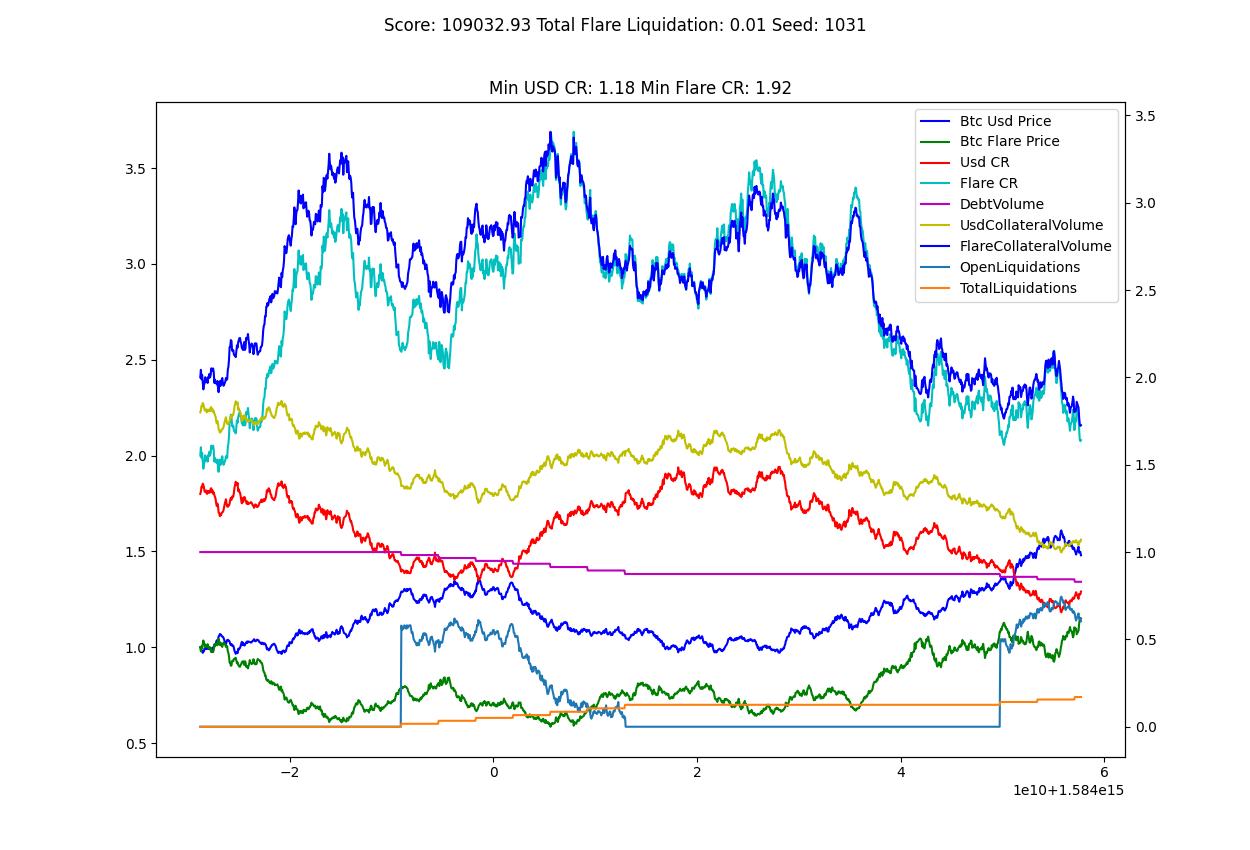 Score: 109032.93 Total Flare Liquidation: 0.01 Seed: 1031
Min USD CR: 1.18 Min Flare CR: 1.92
Btc Usd Price
Btc Flare Price
Usd CR
Flare CR
DebtVolume
UsdCollateralVolume
FlareCollateralVolume
OpenLiquidations
TotalLiquidations
3.5
3.0
2.5
2.0
1.5
1.0
0.5
3.5
3.0
2.5
2.0
1.5
1.0
0.5
0.0
−2
0
2
4
6
1e10+1.584e15